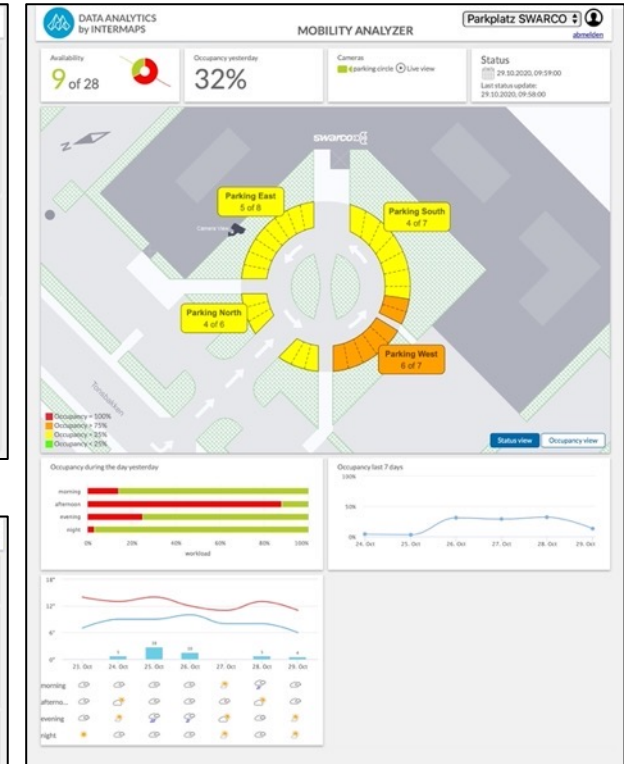 DATA ANALYTICS
by INTERMAPS
MOBILITY ANALYZER
Parkplatz SWARCO
abmelden
Availability
9 of 28
Occupancy yesterday
32%
Cameras
parking circle Live view
Status
29.10.2020, 09:59:00
Last status update:
29.10.2020, 09:58:00
N
swarco
Parking East
5 of 8
Parking South
4 of 7
Camera View
Parking North
4 of 6
Parking West
6 of 7
Occupancy = 100%
Occupancy > 75%
Occupancy > 25%
Occupancy < 25%
Status view Occupancy view
Occupancy during the day yesterday
morning
afternoon
evening
night
0% 20% 40% 60% 80% 100%
workload
Occupancy last 7 days
100%
50%
0%
24. Oct 25. Oct 26. Oct 27. Oct 28. Oct 29. Oct
18°
12°
6°
0°
23. Oct 24. Oct 25. Oct 26. Oct 27. Oct 28. Oct 29. Oct
morning
afterno...
evening
night